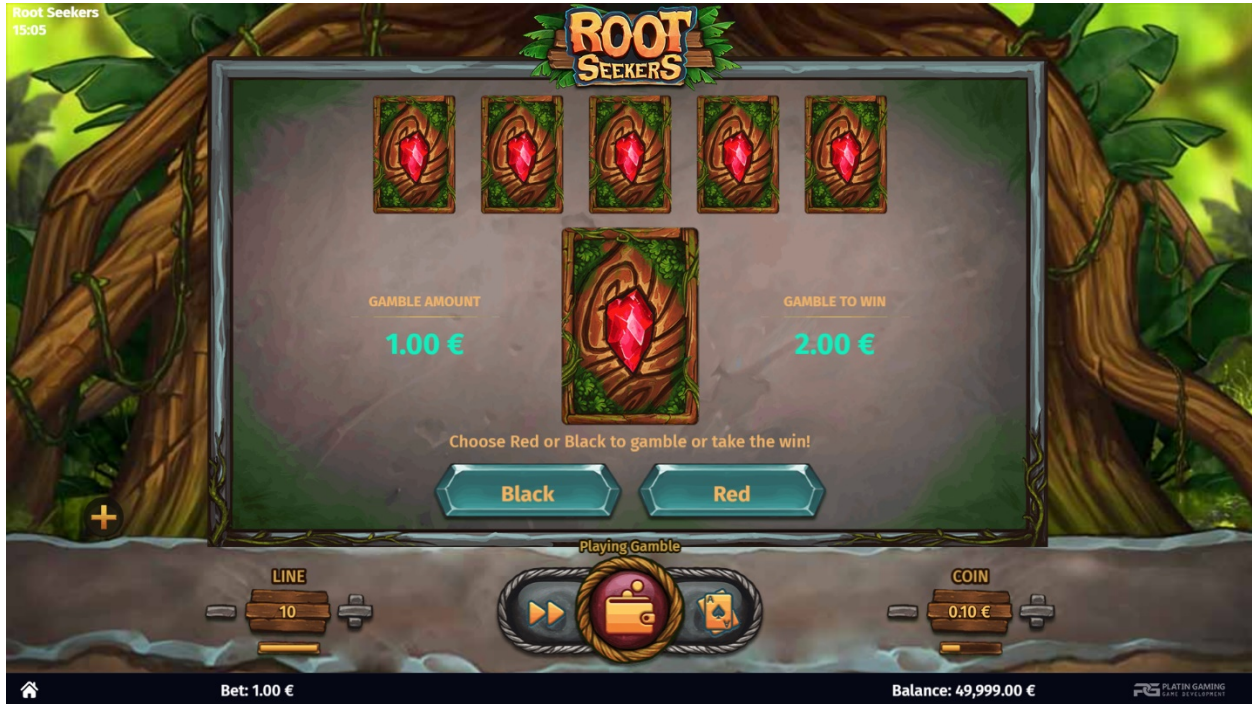 Root Seekers
15:05
ROOT
SEEKERS
GAMBLE AMOUNT
1.00 €
GAMBLE TO WIN
2.00 €
Choose Red or Black to gamble or take the win!
Black
Red
Playing Gamble
LINE
10
A
COIN
0.10 €
Bet: 1.00 €
Balance: 49,999.00 €
PG PLATIN GAMING
GAME DEVELOPMENT